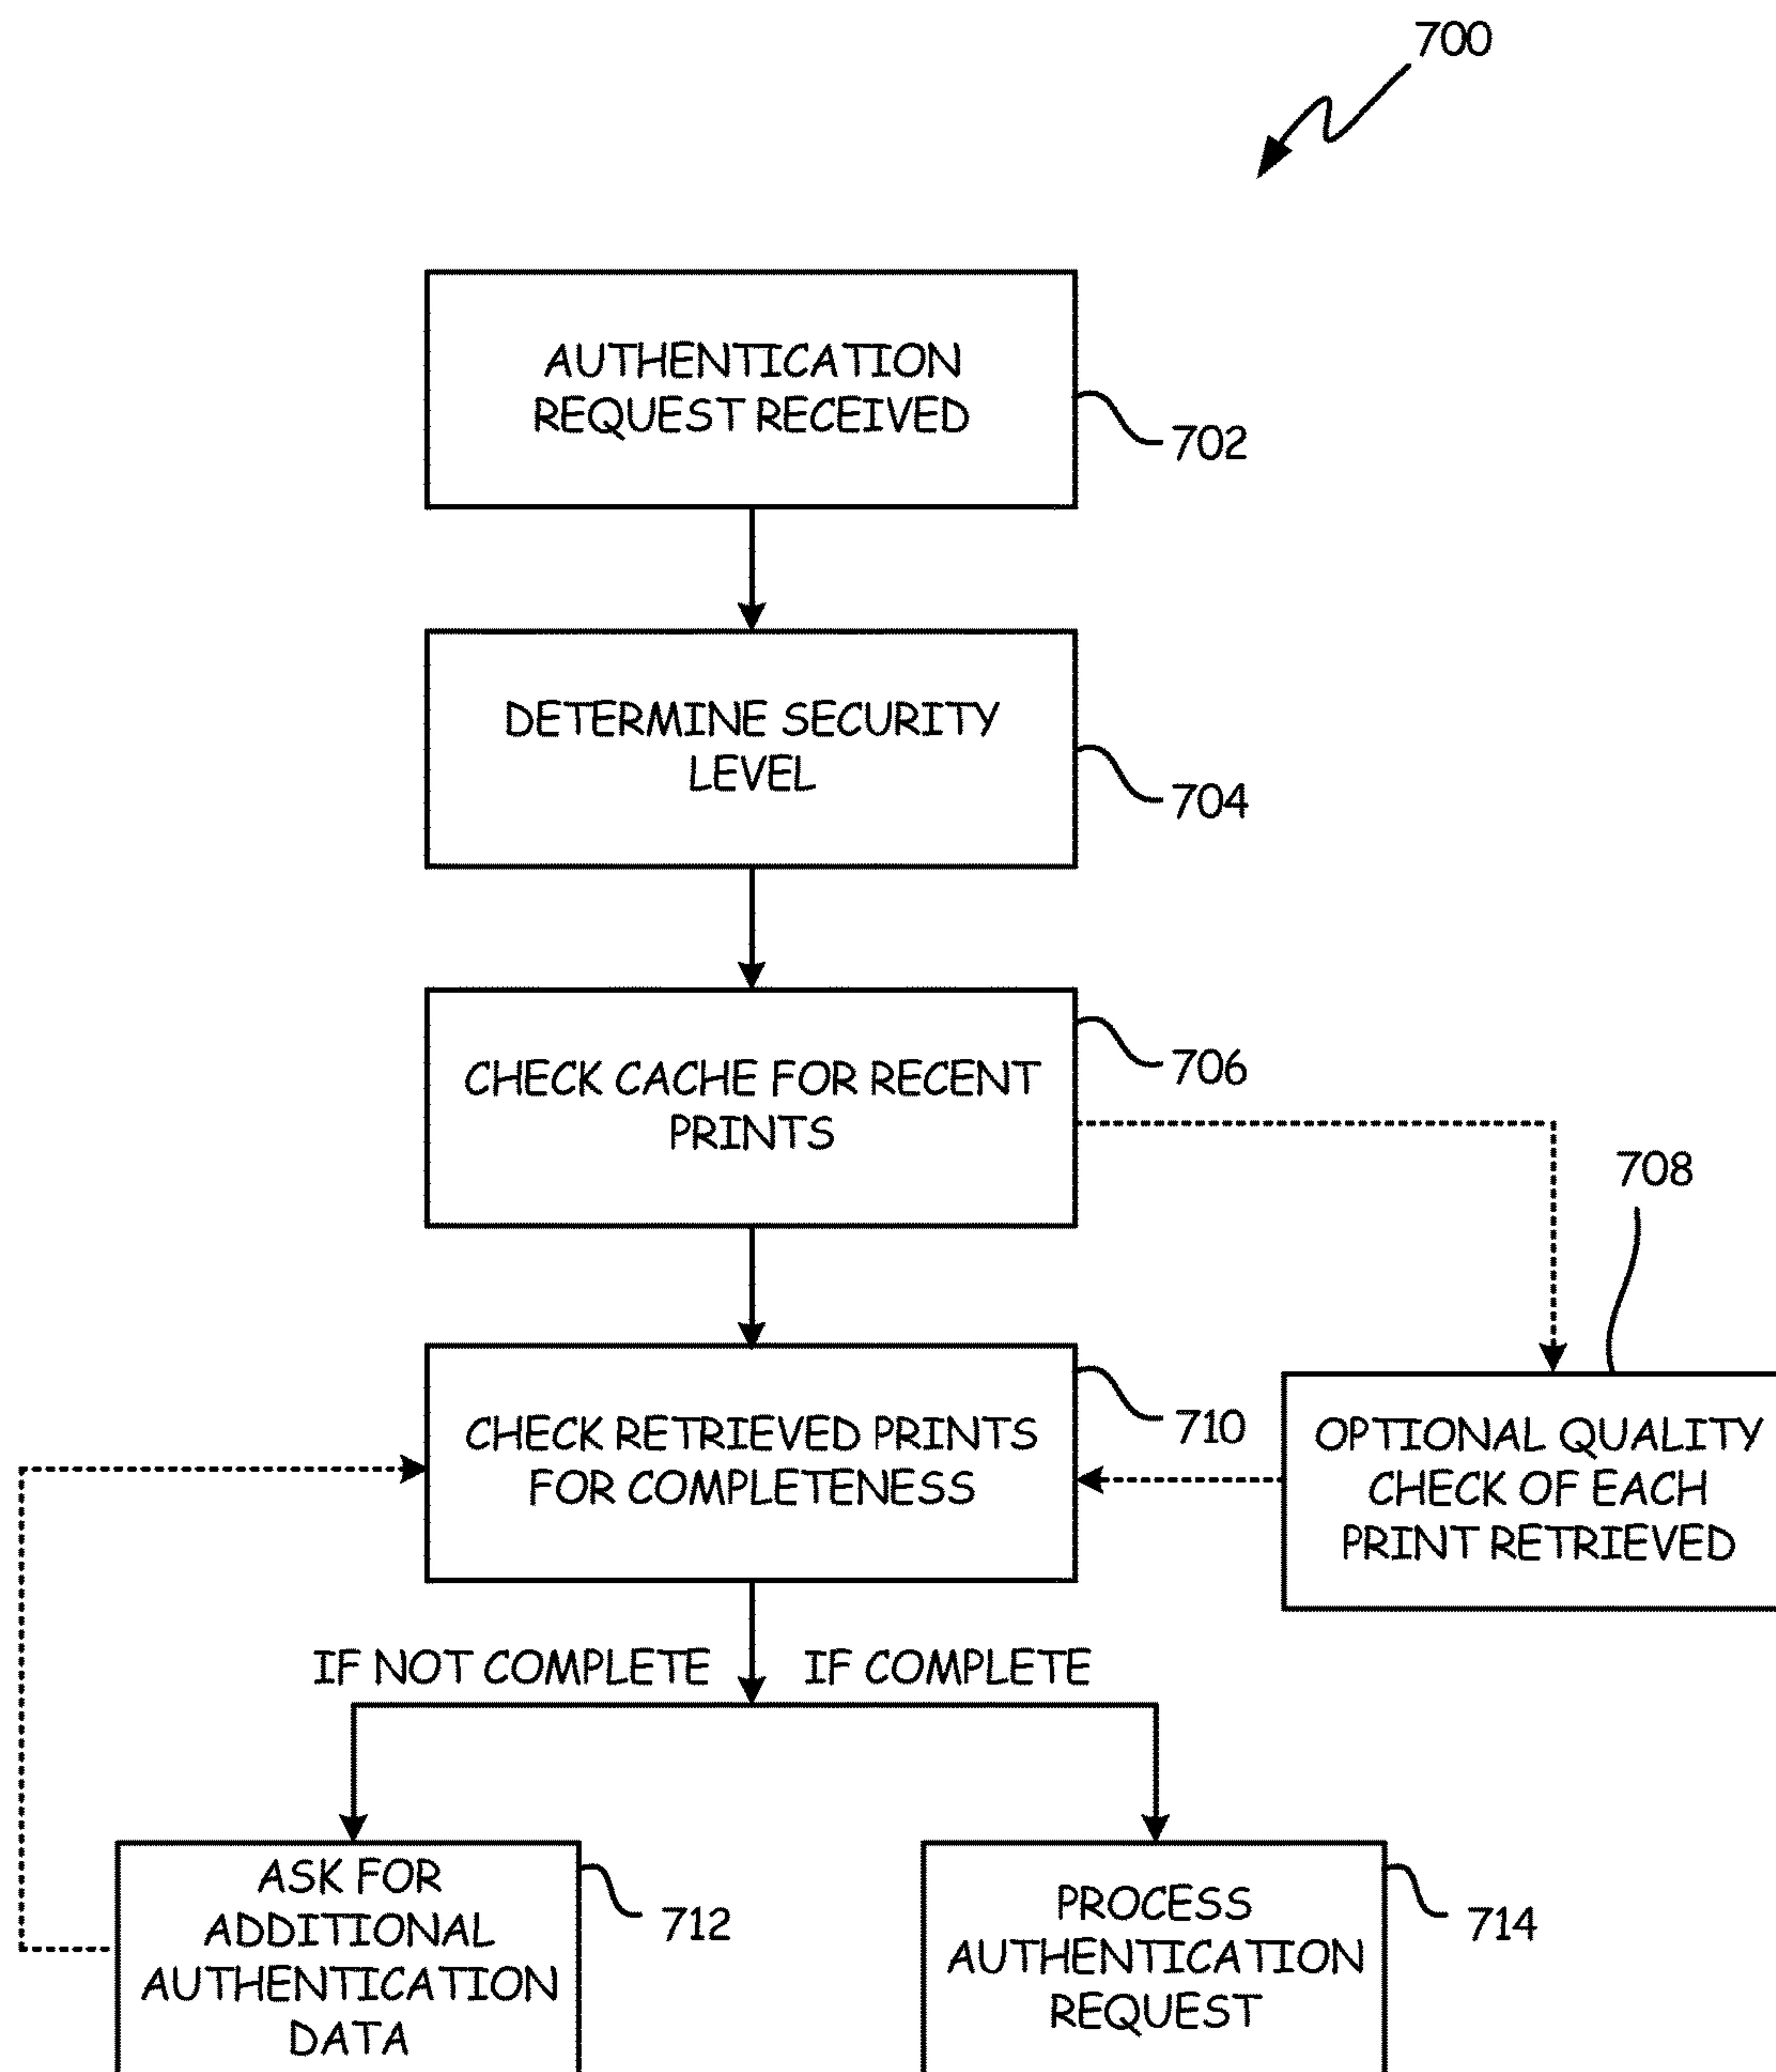 700
AUTHENTICATION
REQUEST RECEIVED
702
DETERMINE SECURITY
LEVEL
704
CHECK CACHE FOR RECENT
PRINTS
706
708
CHECK RETRIEVED PRINTS
FOR COMPLETENESS
710
OPTIONAL QUALITY
CHECK OF EACH
PRINT RETRIEVED
IF NOT COMPLETE
IF COMPLETE
ASK FOR
ADDITIONAL
AUTHENTICATION
DATA
712
PROCESS
AUTHENTICATION
REQUEST
714